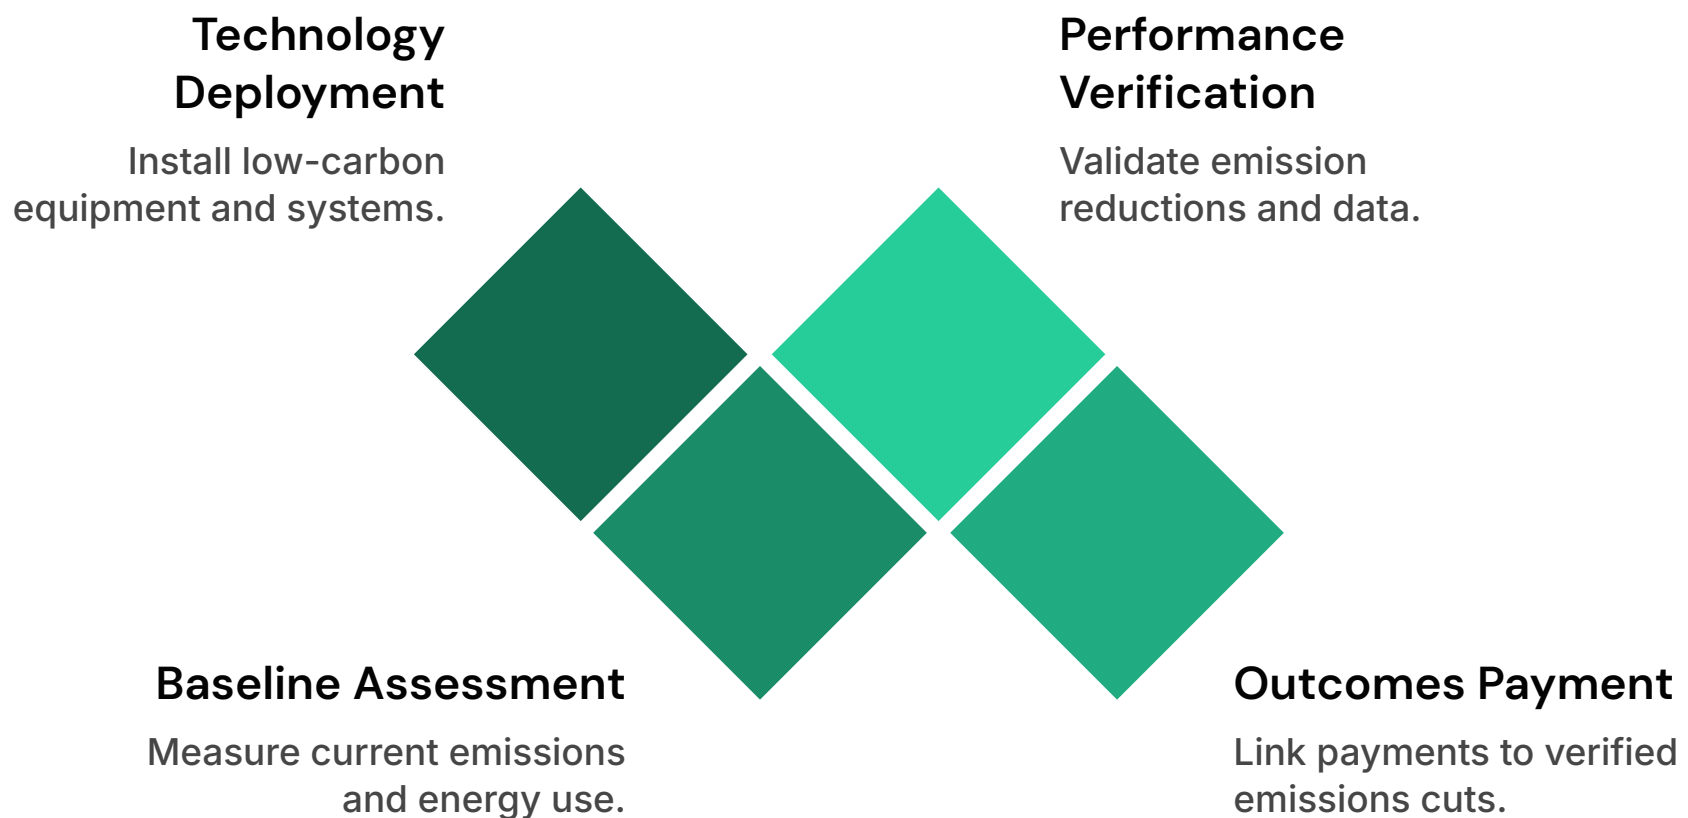 Technology
Deployment
Install low-carbon
equipment and systems.
Performance
Verification
Validate emission
reductions and data.
Baseline Assessment
Measure current emissions
and energy use.
Outcomes Payment
Link payments to verified
emissions cuts.